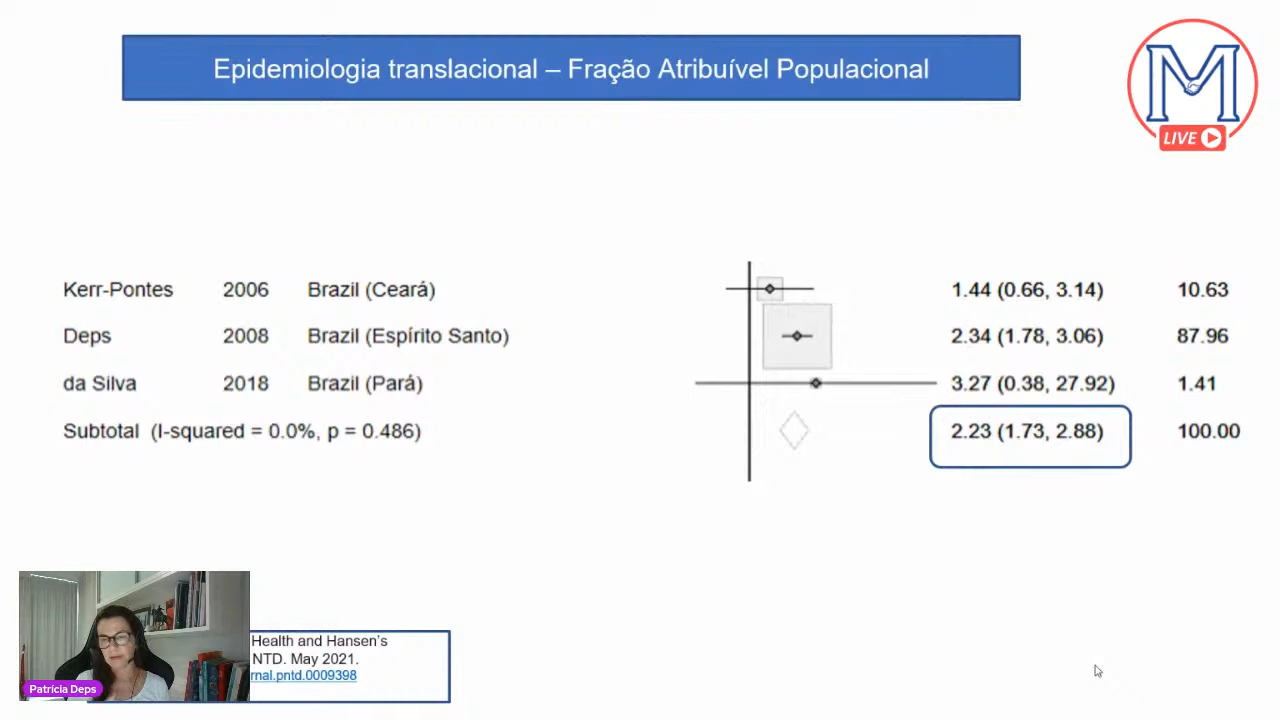 Epidemiologia translacional – Fração Atribuível Populacional
M
LIVE
Kerr-Pontes 2006 Brazil (Ceará) 1.44 (0.66, 3.14) 10.63
Deps 2008 Brazil (Espírito Santo) 2.34 (1.78, 3.06) 87.96
da Silva 2018 Brazil (Pará) 3.27 (0.38, 27.92) 1.41
Subtotal (I-squared = 0.0%, p = 0.486) 2.23 (1.73, 2.88) 100.00
Health and Hansen's
NTD. May 2021.
rnal.pntd.0009398
Patrícia Deps